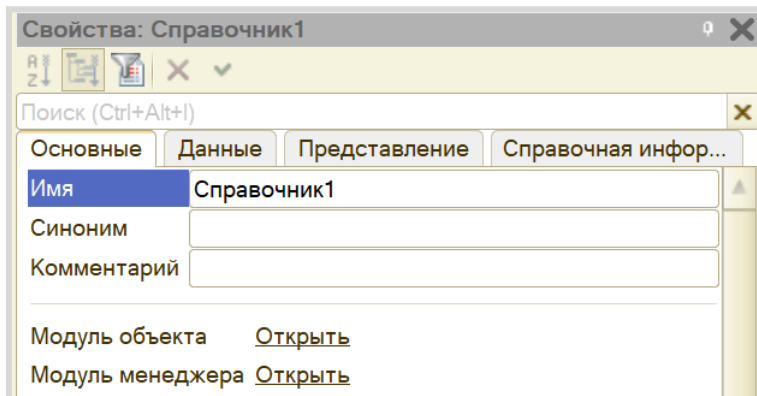 Свойства: Справочник1
Поиск (Ctrl+Alt+I)
Основные Данные Представление Справочная инфор...
Имя Справочник1
Синоним
Комментарий
Модуль объекта Открыть
Модуль менеджера Открыть